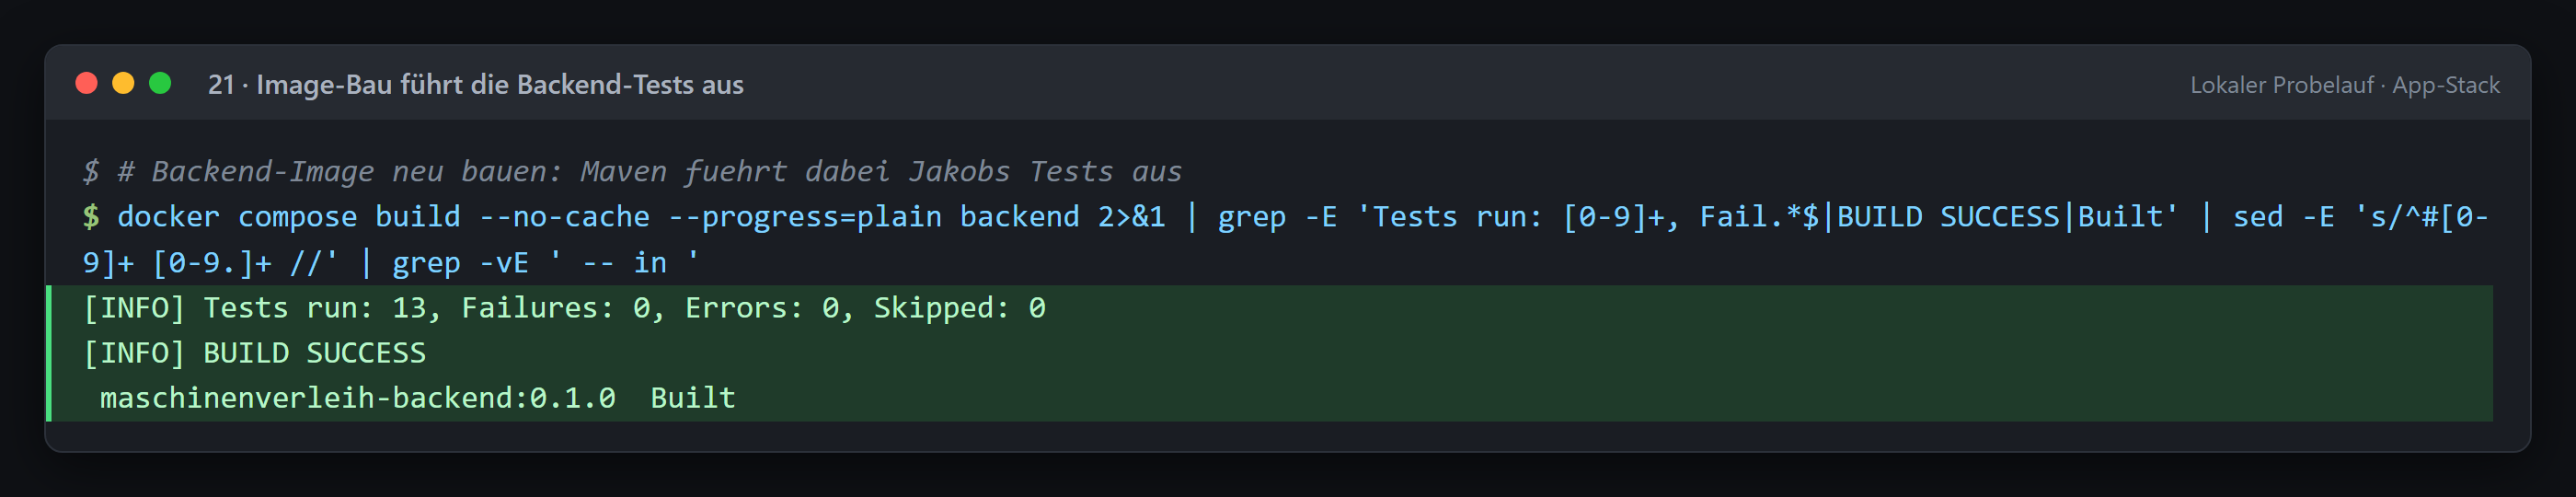 21 · Image-Bau führt die Backend-Tests aus
Lokaler Probelauf · App-Stack
$ # Backend-Image neu bauen: Maven fuehrt dabei Jakobs Tests aus
$ docker compose build --no-cache --progress=plain backend 2>&1 | grep -E 'Tests run: [0-9]+, Fail.*$|BUILD SUCCESS|Built' | sed -E 's/^#[0-
9]+ [0-9.]+ //' | grep -vE ' -- in '
[INFO] Tests run: 13, Failures: 0, Errors: 0, Skipped: 0
[INFO] BUILD SUCCESS
 maschinenverleih-backend:0.1.0  Built